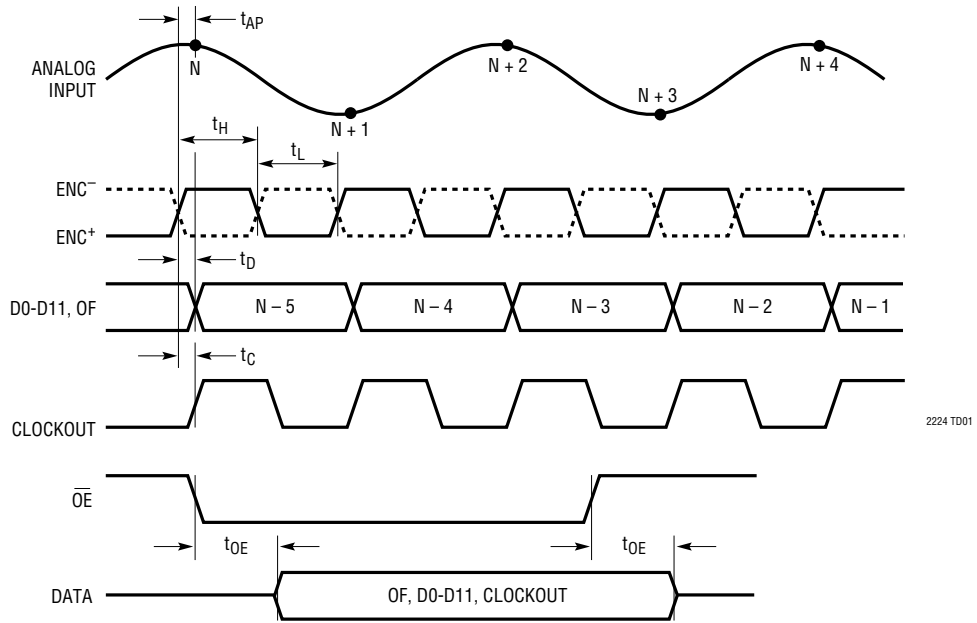 tAP
ANALOG
INPUT
N
N + 1
N + 2
N + 3
N + 4
tH
tL
ENC–
ENC+
tD
D0-D11, OF
N – 5
N – 4
N – 3
N – 2
N – 1
tC
CLOCKOUT
2224 TD01
O̅E̅
tOE
tOE
DATA
OF, D0-D11, CLOCKOUT